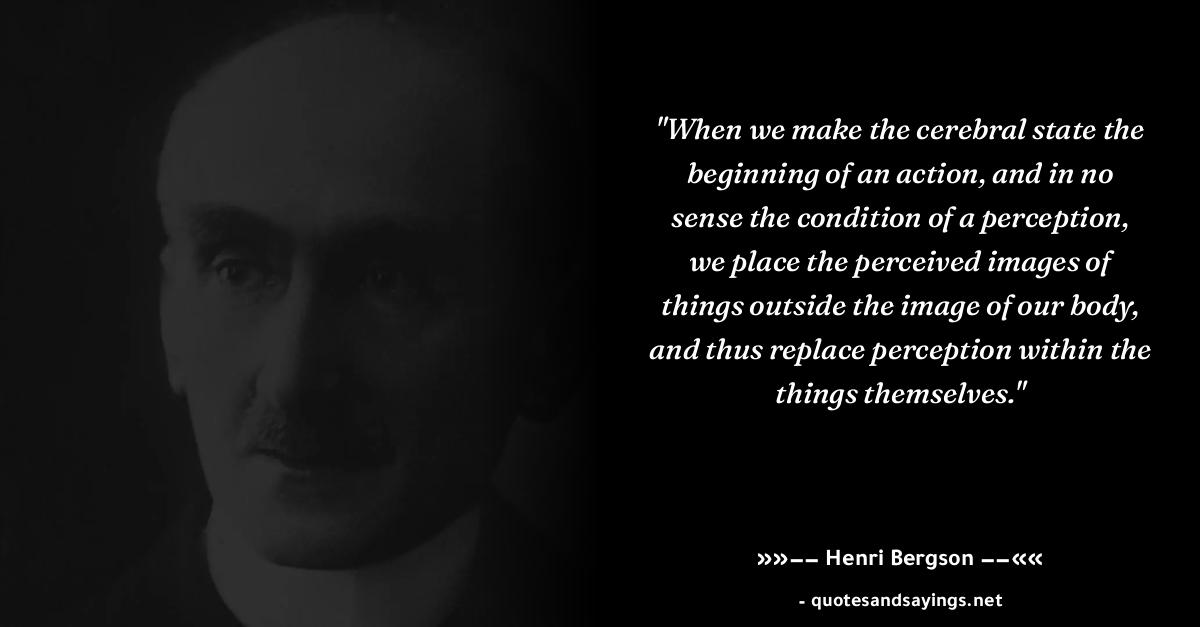 "When we make the cerebral state the
beginning of an action, and in no
sense the condition of a perception,
we place the perceived images of
things outside the image of our body,
and thus replace perception within the
things themselves."
»»–– Henri Bergson ––««
- quotesandsayings.net